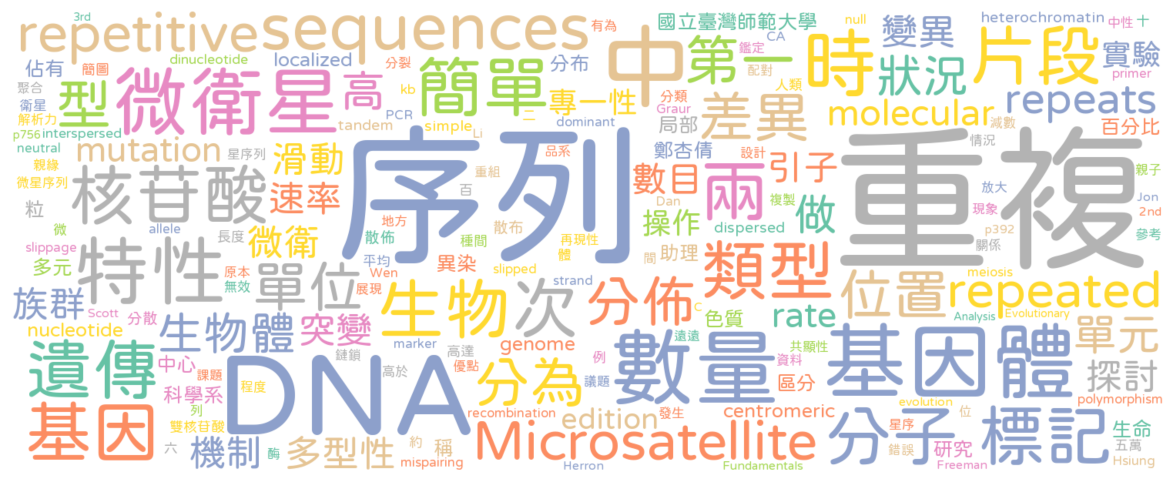 3rd
repetitive
sequences
有為
中
國立臺灣師範大學
CA
第一
null
中性
十
heterochromatin
變異
時
片段
實驗
佔有
簡圖
dinucleotide
localized
分裂
簡單
分布
鑑定
配對
人類
狀況
primer
聚合
衛星
解析力
型
微衛星
高
kb
PCR
專一性
二
分類
Graur
差異
molecular
減數
repeats
百分比
p756
interspersed
tandem
simple
Li
dominant
局部
neutral
mutation
星序列
滑動
序列
品系
鄭杏倩
設計
引子
重複
情況
親緣
微星序列
核苷酸
速率
重組
百
數目
兩
Dan
複製
做
放大
現象
親子
Jon
2nd
粒
微
allele
長度
微衛
地方
散佈
散布
種間
再現性
體
操作
dispersed
p392
關係
參考
slippage
多元
特性
原本
無效
單位
平均
Wen
展現
異染
slipped
strand
間
助理
類型
meiosis
位置
repeated
族群
Scott
分散
生物體
突變
生物
次
分佈
C
色質
rate
Analysis
Evolutionary
單元
nucleotide
marker
genome
遠遠
共顯性
遺傳
中心
課題
鏈鎖
高於
高達
優點
分為
例
議題
數量
資料
區分
基因體
探討
科學系
程度
DNA
polymorphism
基因
列
雙核苷酸
recombination
edition
發生
centromeric
evolution
位
分子
標記
生命
六
機制
酶
多型性
約
稱
mispairing
Microsatellite
Herron
Fundamentals
星序
錯誤
研究
Freeman
五萬
Hsiung